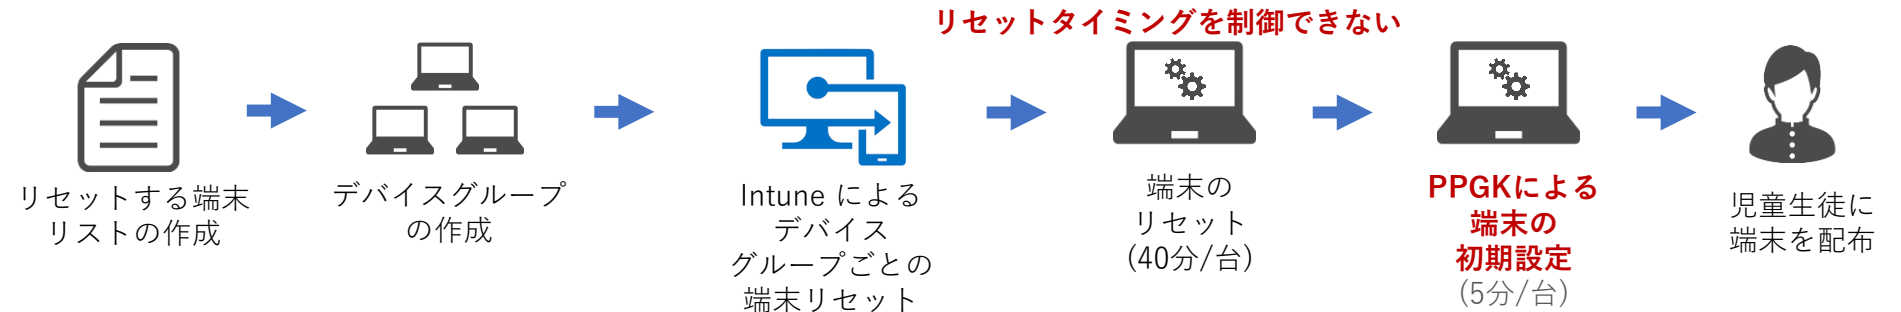 リセットタイミングを制御できない
リセットする端末
リストの作成
デバイスグループ
の作成
Intune による
デバイス
グループごとの
端末リセット
端末の
リセット
(40分/台)
PPGKによる
端末の
初期設定
(5分/台)
児童生徒に
端末を配布